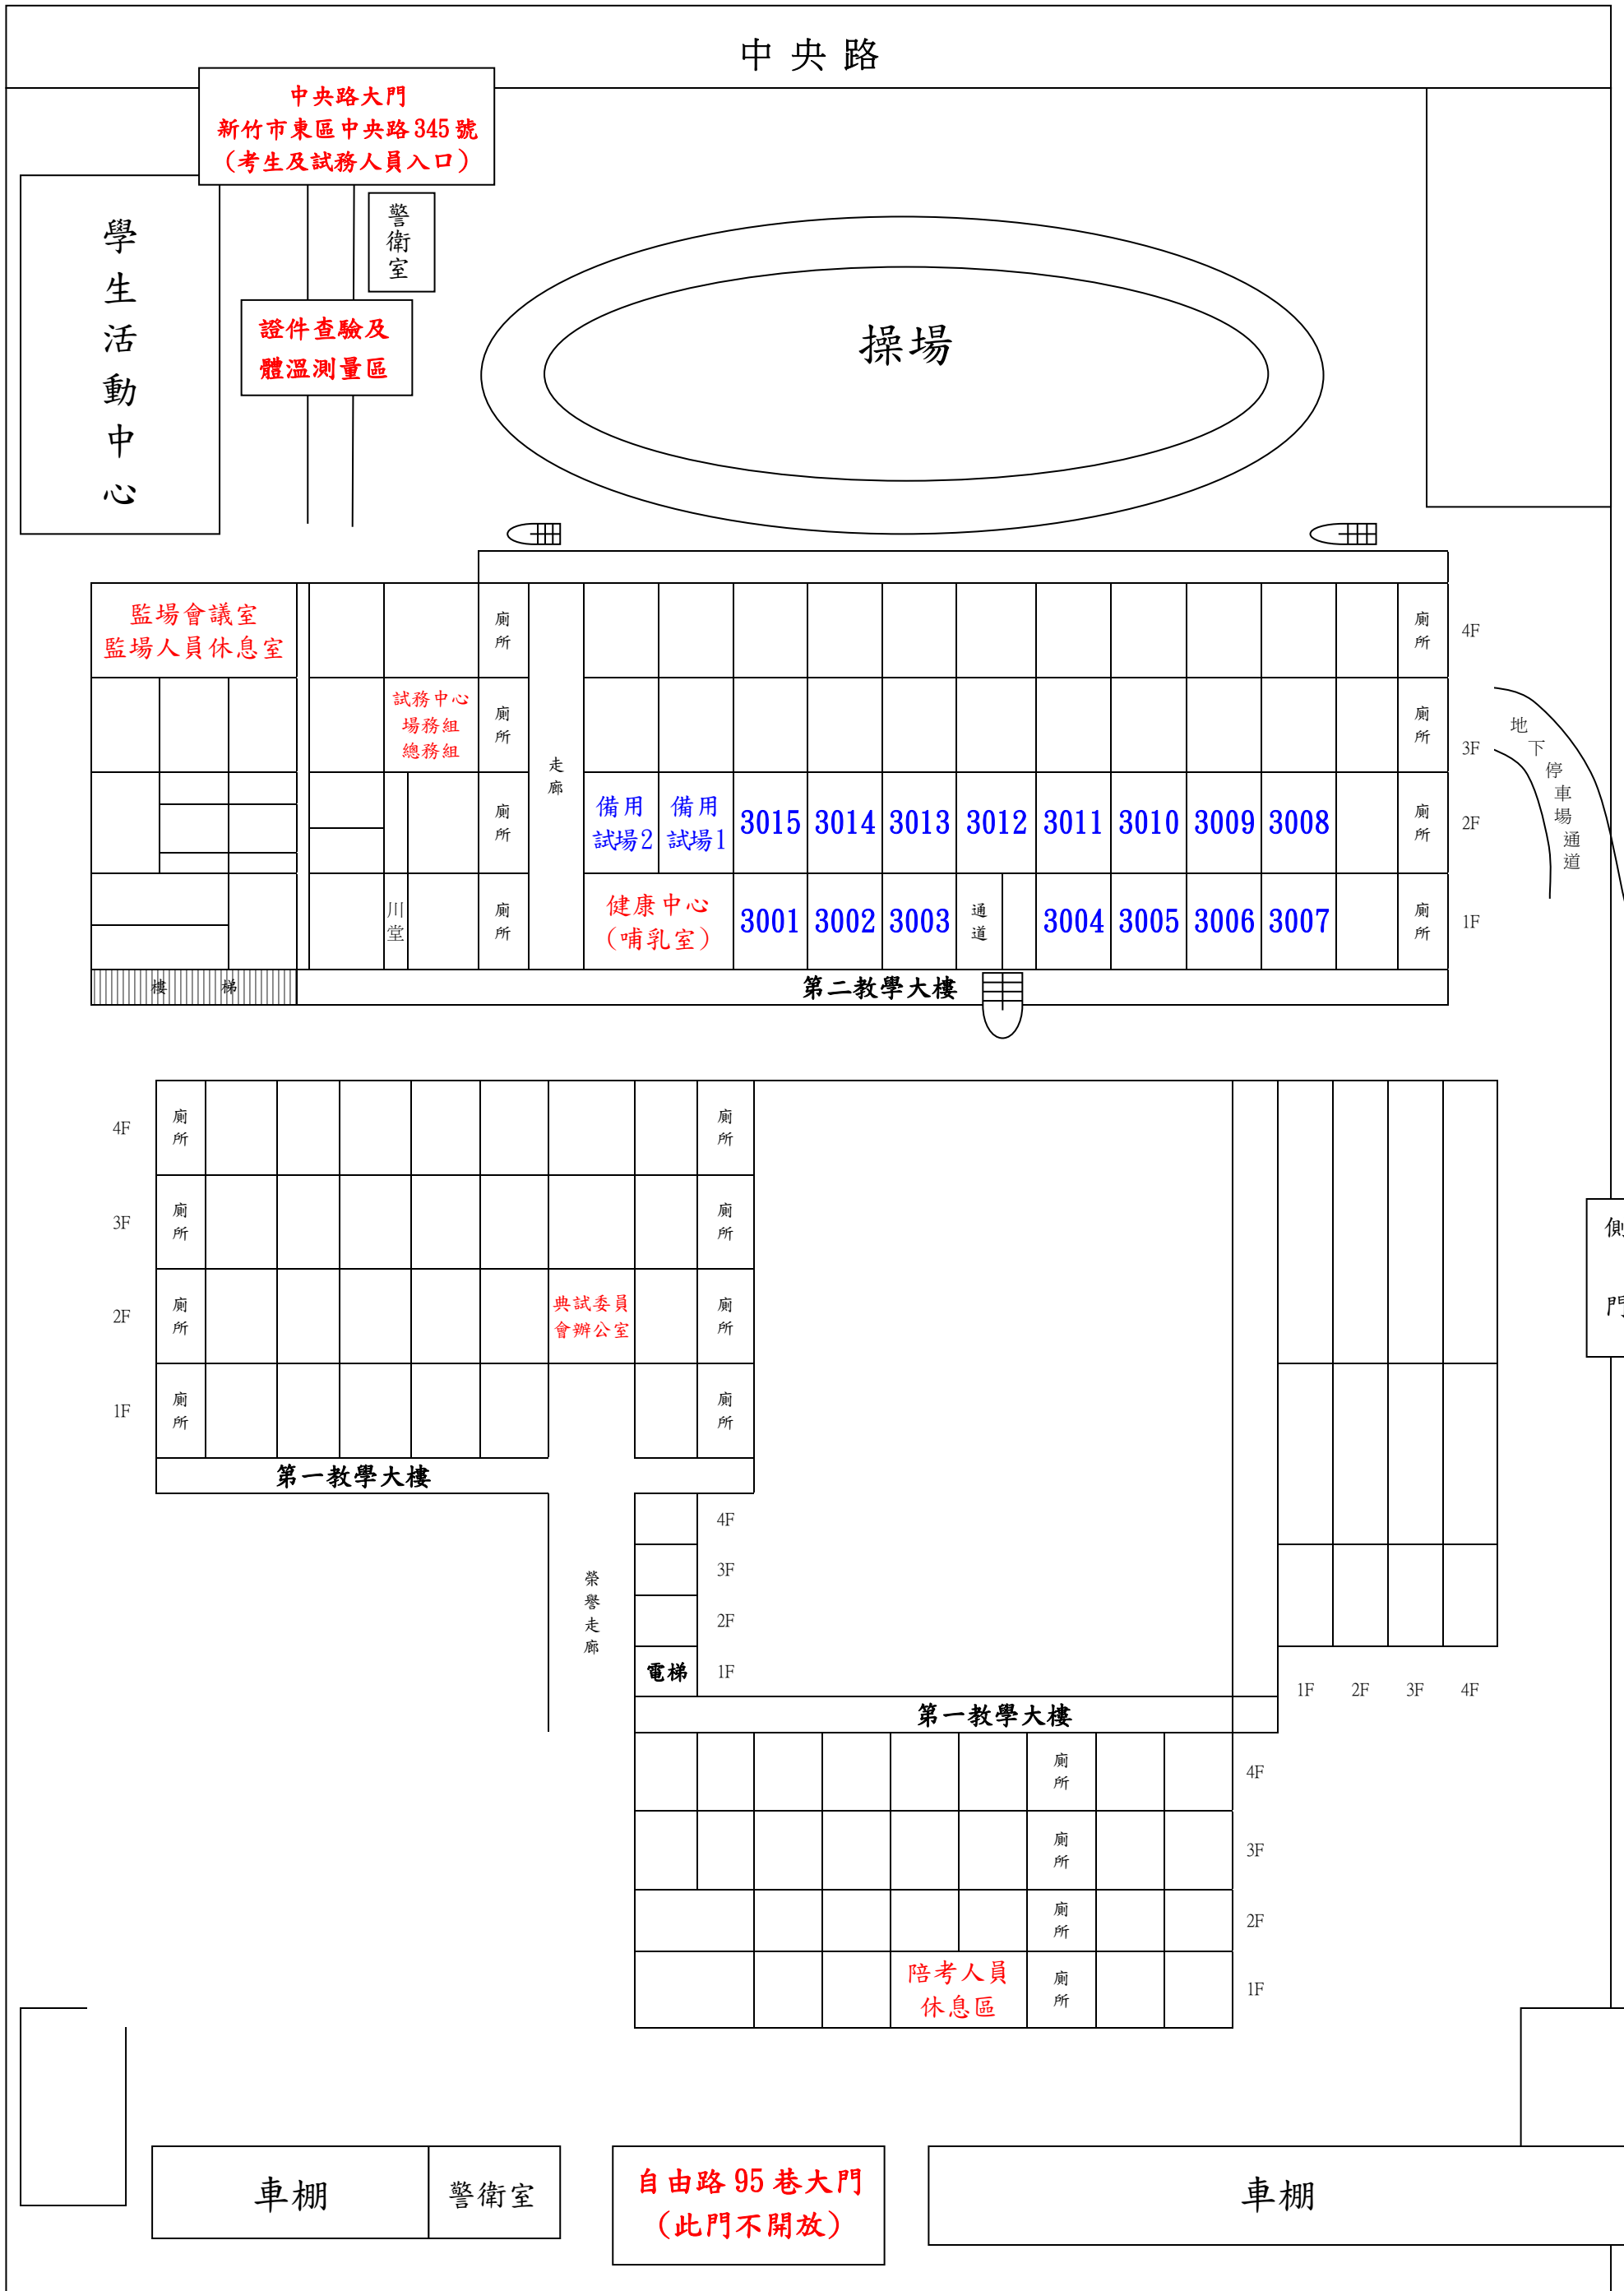 中央路
中央路大門
新竹市東區中央路345號
(考生及試務人員入口)
警衛室
學生活動中心
證件查驗及
體溫測量區
操場
監場會議室
監場人員休息室
廁所
廁所
4F
試務中心
場務組
總務組
廁所
走廊
廁所
3F
地下停車場通道
廁所
備用
試場2
備用
試場1
3015
3014
3013
3012
3011
3010
3009
3008
廁所
2F
川堂
廁所
健康中心
(哺乳室)
3001
3002
3003
通道
3004
3005
3006
3007
廁所
1F
樓梯
第二教學大樓
4F
廁所
廁所
3F
廁所
廁所
側門
2F
廁所
典試委員
會辦公室
廁所
1F
廁所
廁所
第一教學大樓
4F
3F
2F
榮譽走廊
電梯
1F
1F
2F
3F
4F
第一教學大樓
廁所
4F
廁所
3F
廁所
2F
陪考人員
休息區
廁所
1F
車棚
警衛室
自由路95巷大門
(此門不開放)
車棚